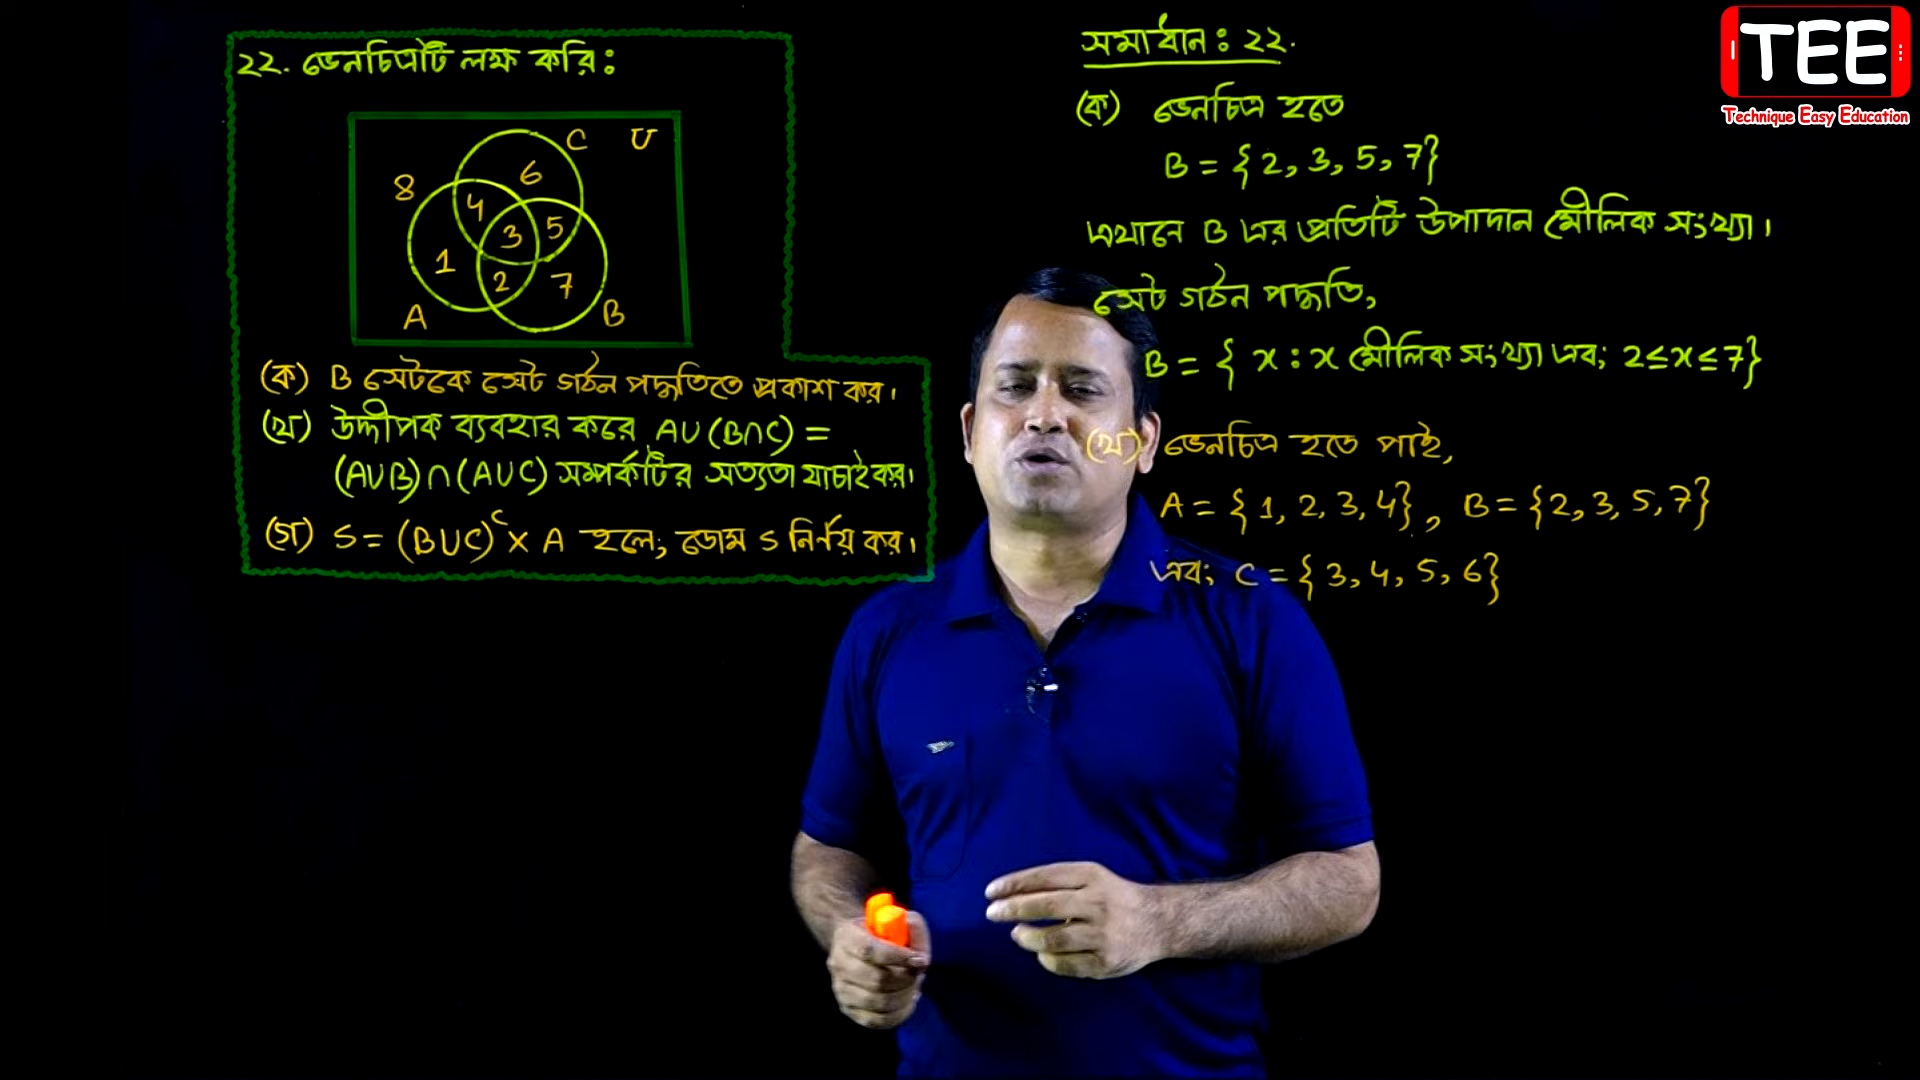 ২২. ভেনচিত্রটি লক্ষ করি:
C
U
8
6
4
3
5
1
2
7
A
B
(ক) B সেটকে সেট গঠন পদ্ধতিতে প্রকাশ কর।
(খ) উদ্দীপক ব্যবহার করে A∪(B∩C) =
(A∪B)∩(A∪C) সম্পর্কটির সত্যতা যাচাই কর।
(গ) S = (B∪C)ᶜ × A হলে, ডোম S নির্ণয় কর।
সমাধান: ২২.
(ক) ভেনচিত্র হতে
B = {2, 3, 5, 7}
এখানে B এর প্রতিটি উপাদান মৌলিক সংখ্যা।
সেট গঠন পদ্ধতি,
B = { x : x মৌলিক সংখ্যা এবং 2≤x≤7}
(খ) ভেনচিত্র হতে পাই,
A = {1, 2, 3, 4}, B = {2, 3, 5, 7}
এবং C = {3, 4, 5, 6}
TEE
Technique Easy Education